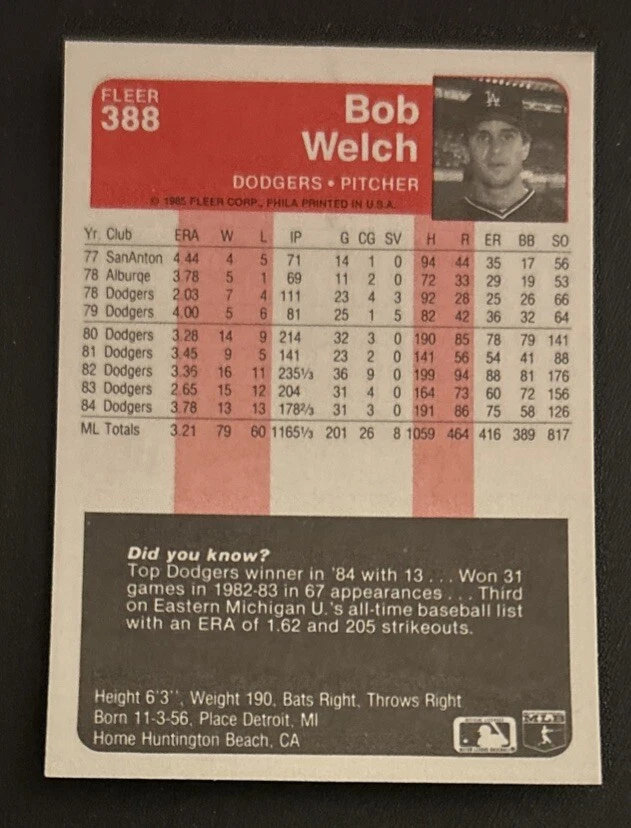 FLEER
388
Bob
Welch
DODGERS • PITCHER
© 1985 FLEER CORP., PHILA PRINTED IN U.S.A.
Yr. Club ERA W L IP G CG SV H R ER BB SO
77 SanAnton 4.44 4 5 71 14 1 0 94 44 35 17 56
78 Alburqe 3.78 5 1 69 11 2 0 72 33 29 19 53
78 Dodgers 2.03 7 4 111 23 4 3 92 28 25 26 66
79 Dodgers 4.00 5 6 81 25 1 5 82 42 36 32 64
80 Dodgers 3.28 14 9 214 32 3 0 190 85 78 79 141
81 Dodgers 3.45 9 5 141 23 2 0 141 56 54 41 88
82 Dodgers 3.36 16 11 235⅓ 36 9 0 199 94 88 81 176
83 Dodgers 2.65 15 12 204 31 4 0 164 73 60 72 156
84 Dodgers 3.78 13 13 178⅔ 31 3 0 191 86 75 58 126
ML Totals 3.21 79 60 1165⅓ 201 26 8 1059 464 416 389 817
Did you know?
Top Dodgers winner in '84 with 13 . . . Won 31
games in 1982-83 in 67 appearances . . . Third
on Eastern Michigan U.'s all-time baseball list
with an ERA of 1.62 and 205 strikeouts.
Height 6'3'', Weight 190, Bats Right, Throws Right
Born 11-3-56, Place Detroit, MI
Home Huntington Beach, CA
MLB